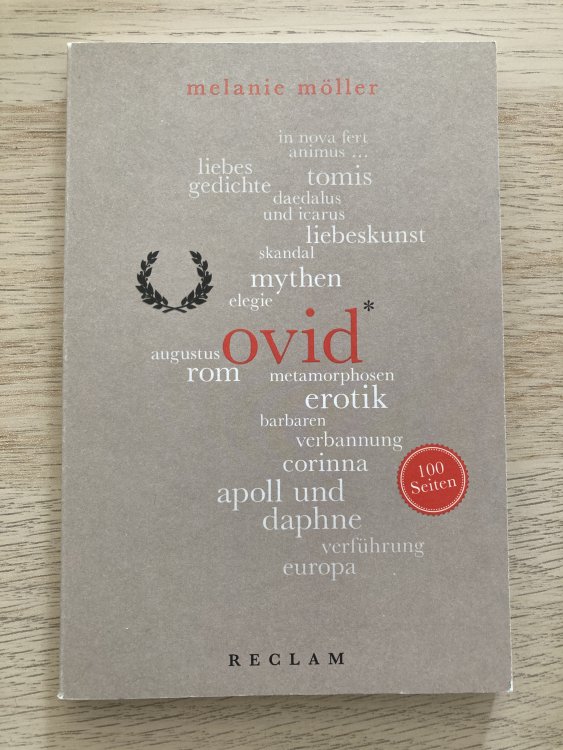 melanie möller
in nova fert
animus ...
liebes
gedichte
tomis
daedalus
und icarus
liebeskunst
skandal
mythen
elegie
ovid*
augustus
rom
metamorphosen
erotik
barbaren
verbannung
corinna
100
Seiten
apoll und
daphne
verführung
europa
RECLAM